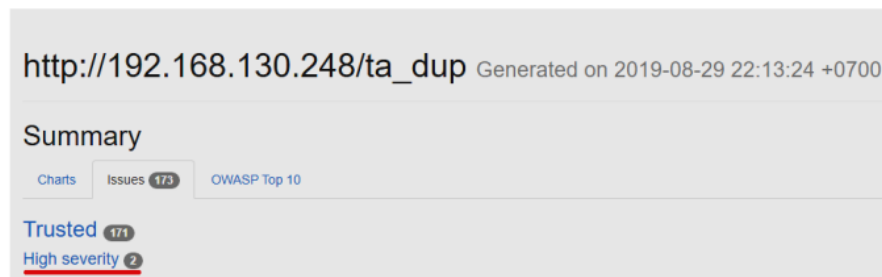 http://192.168.130.248/ta_dup Generated on 2019-08-29 22:13:24 +0700
Summary
Charts Issues 173 OWASP Top 10
Trusted 171
High severity 2